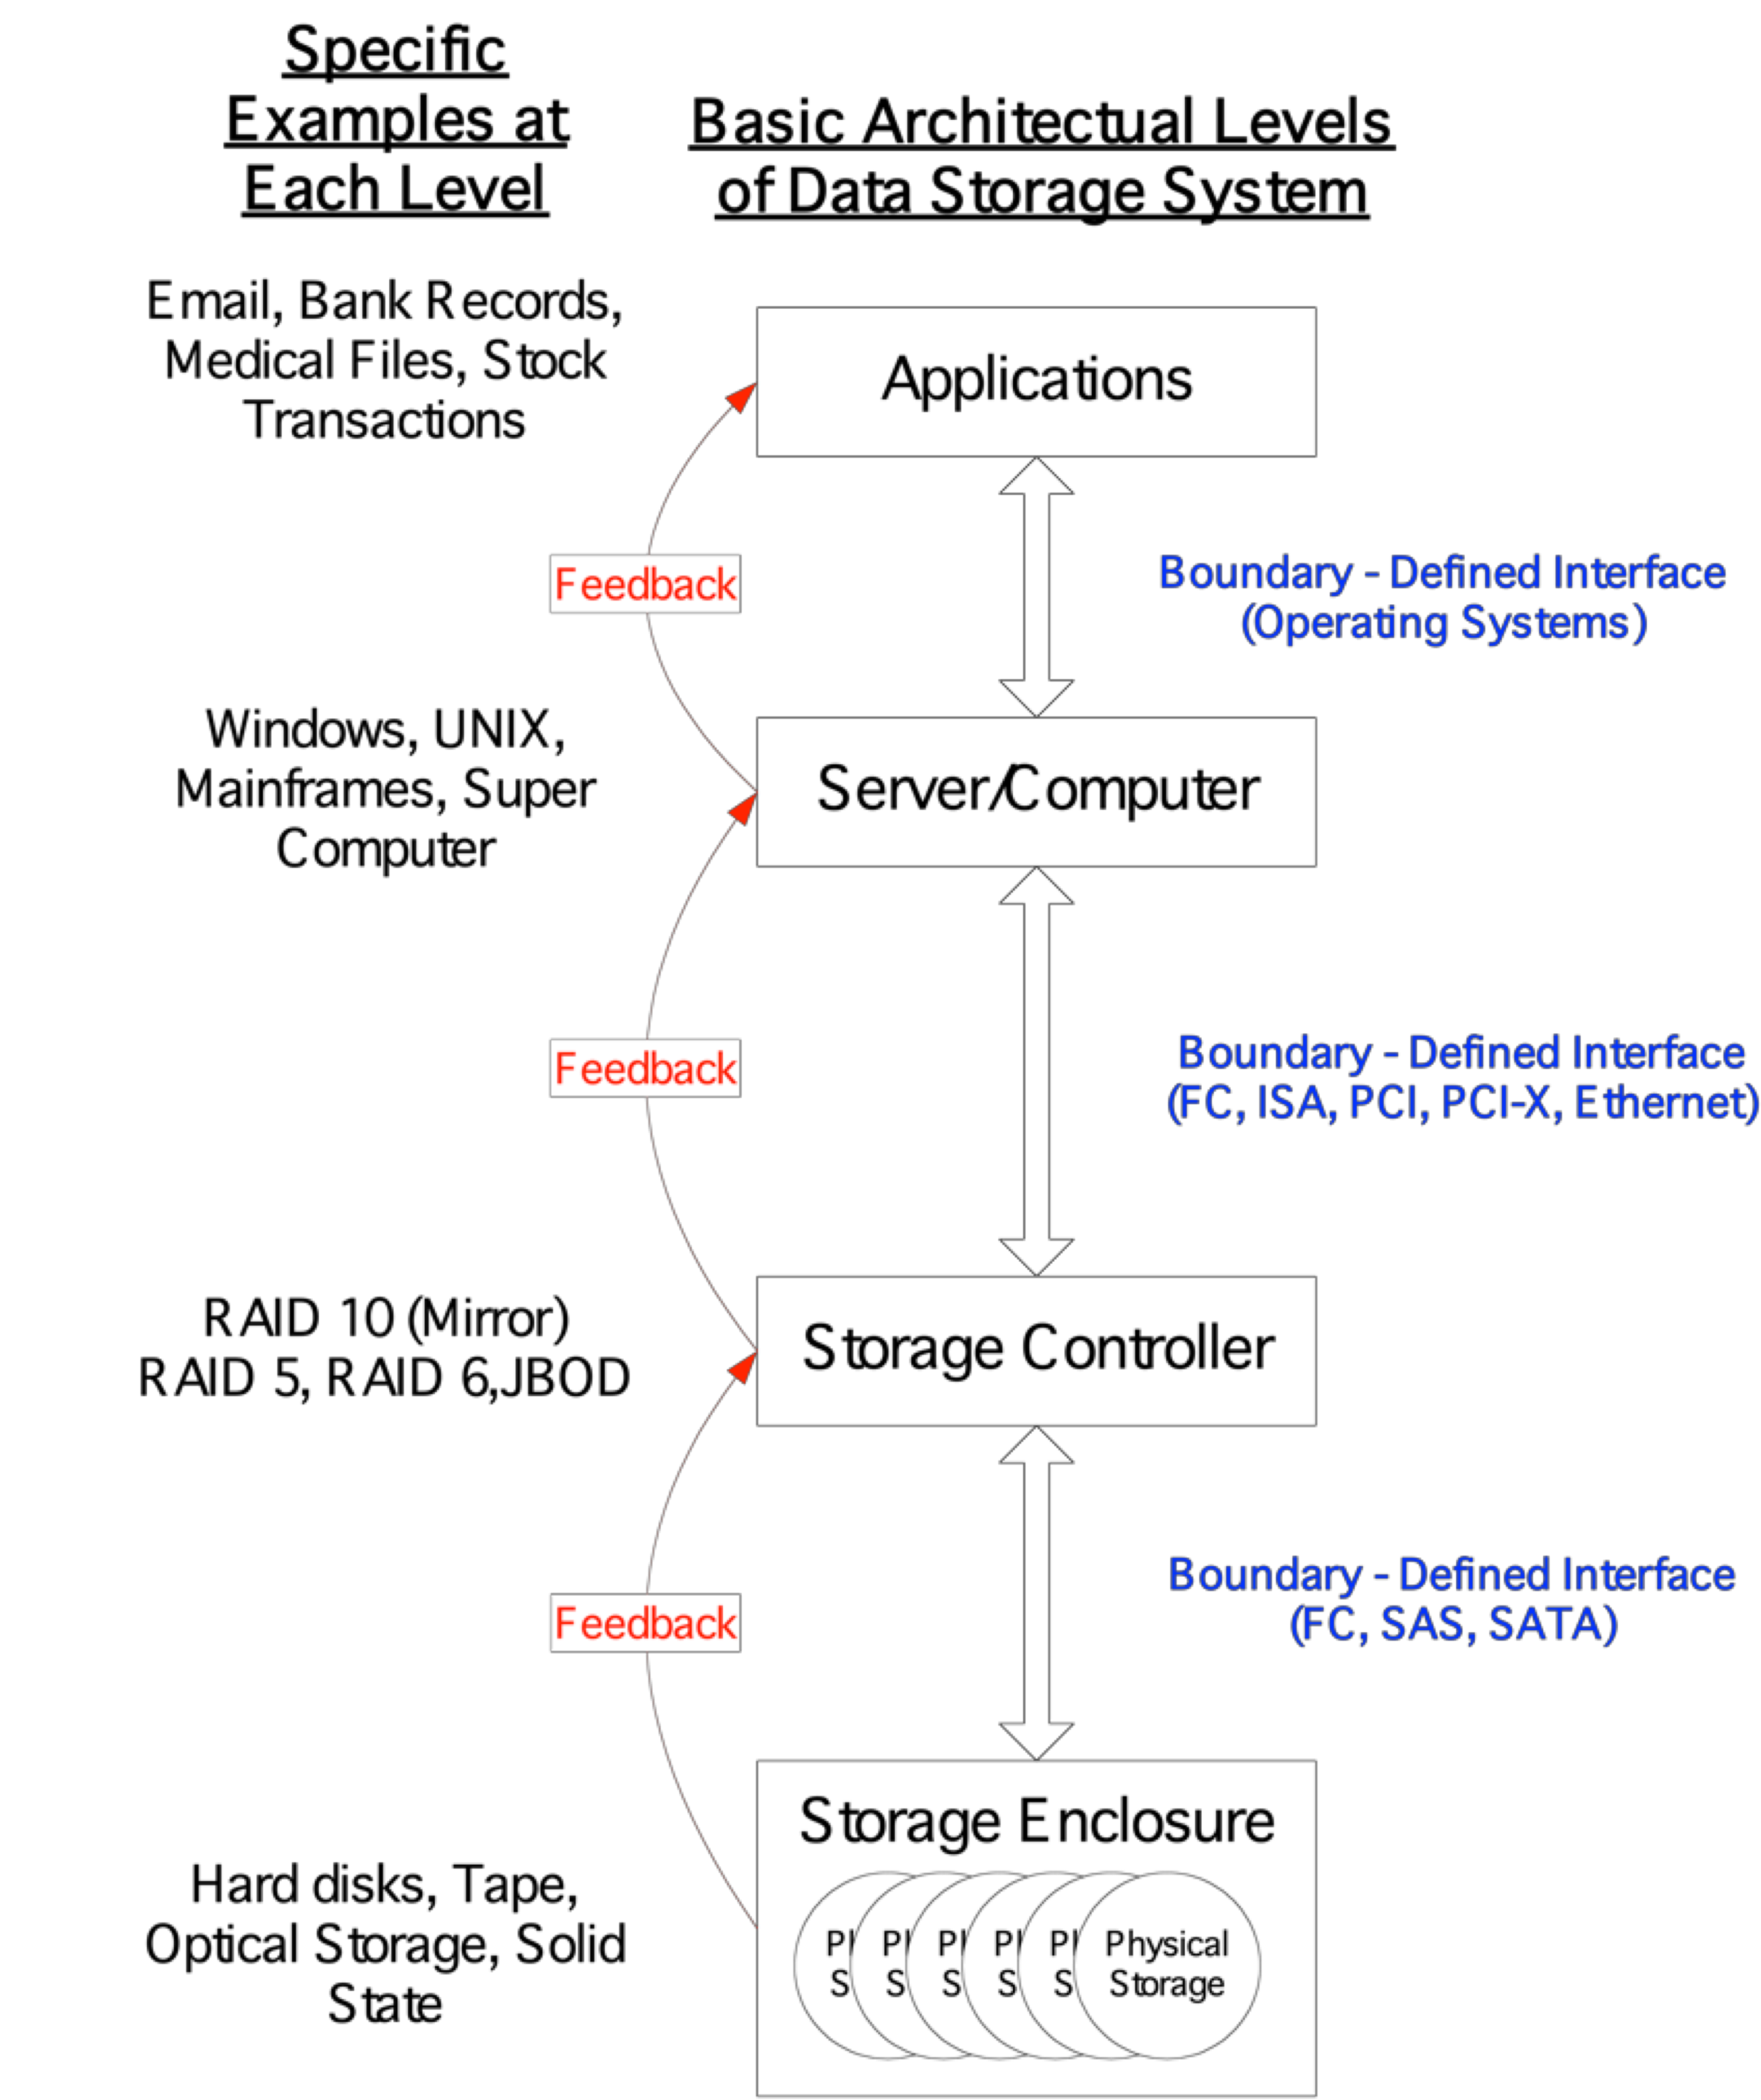 Specific
Examples at
Each Level
Basic Architectual Levels
of Data Storage System
Email, Bank Records,
Medical Files, Stock
Transactions
Applications
Feedback
Boundary - Defined Interface
(Operating Systems)
Windows, UNIX,
Mainframes, Super
Computer
Server/Computer
Feedback
Boundary - Defined Interface
(FC, ISA, PCI, PCI-X, Ethernet)
RAID 10 (Mirror)
RAID 5, RAID 6,JBOD
Storage Controller
Feedback
Boundary - Defined Interface
(FC, SAS, SATA)
Hard disks, Tape,
Optical Storage, Solid
State
Storage Enclosure
Physical
Storage